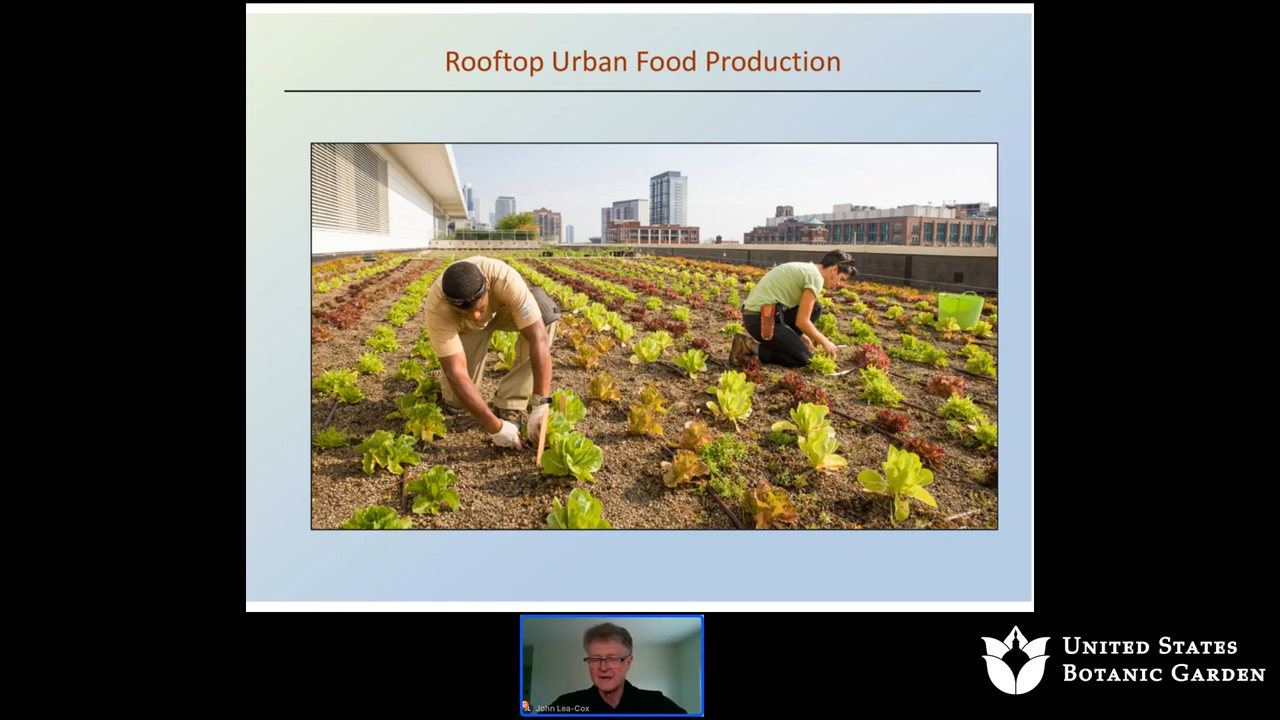 Rooftop Urban Food Production
John Lea-Cox
United States
Botanic Garden